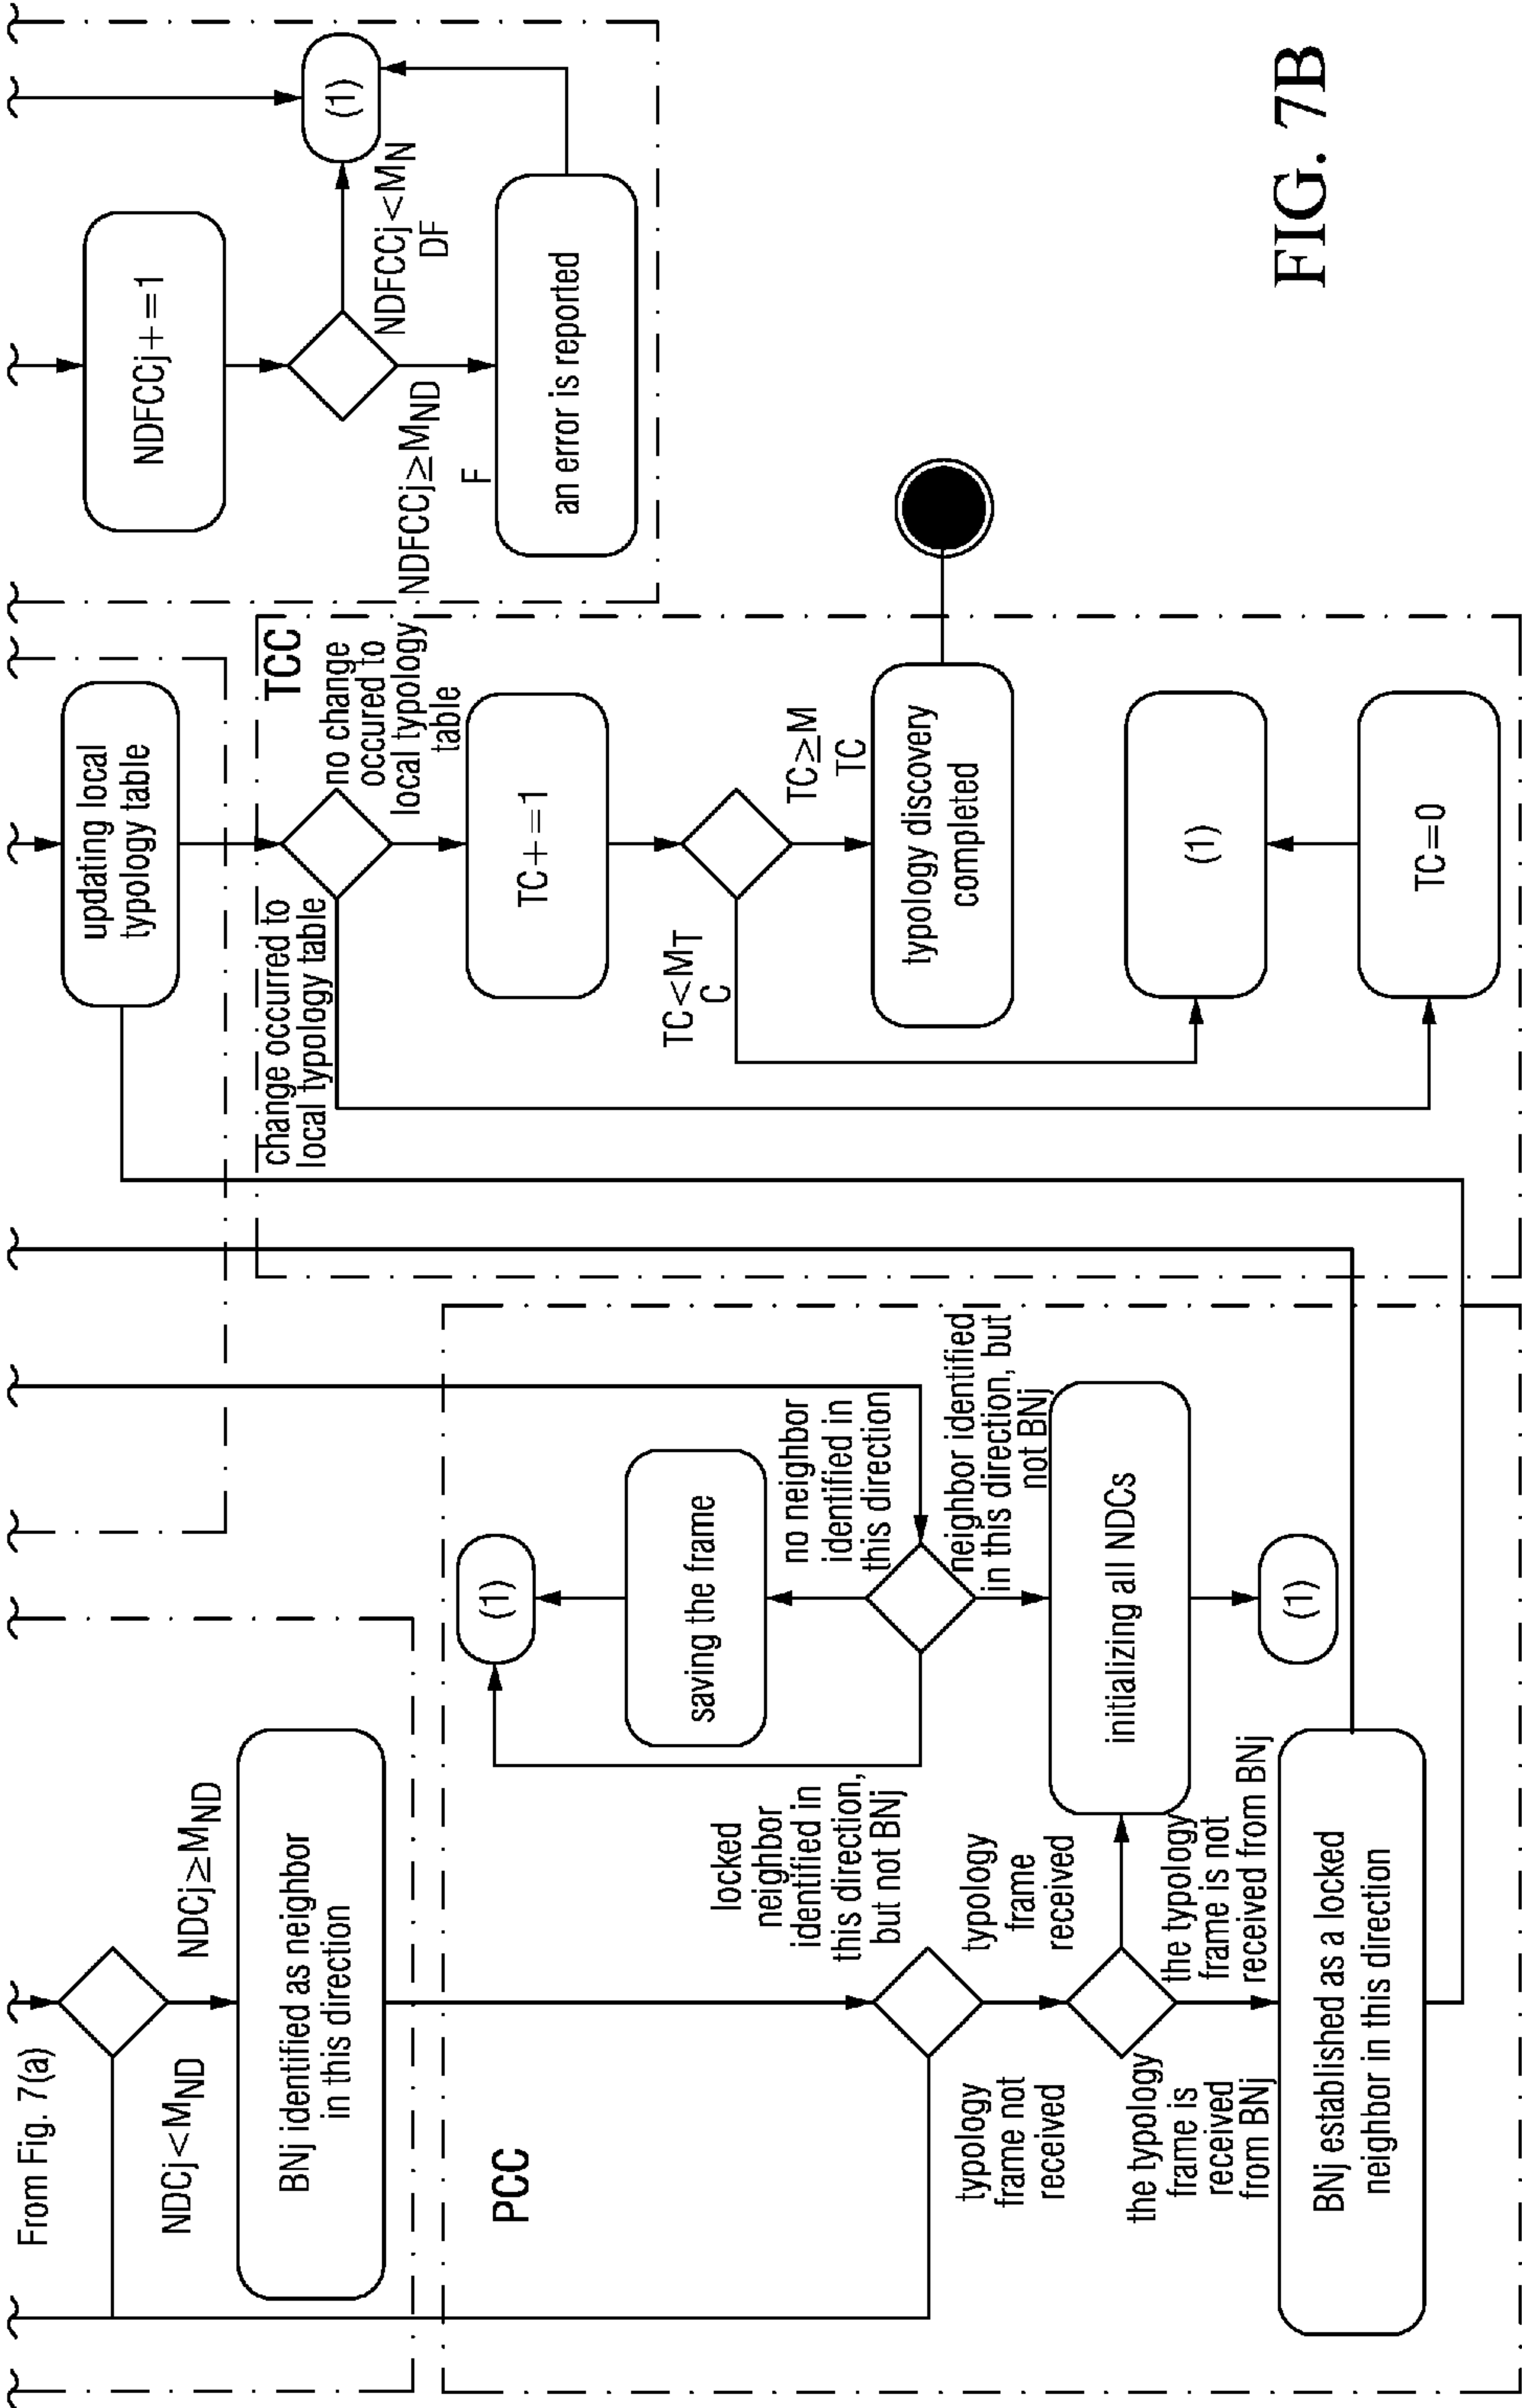 From Fig. 7(a)
NDCj<MND
NDCj≥MND
BNj identified as neighbor
in this direction
PCC
typology
frame not
received
typology
frame
received
the typology
frame is
received
from BNj
the typology
frame is not
received from BNj
BNj established as a locked
neighbor in this direction
locked
neighbor
identified in
this direction,
but not BNj
(1)
saving the frame
no neighbor
identified in
this direction
neighbor identified
in this direction, but
not BNj
initializing all NDCs
(1)
updating local
typology table
TCC
change occurred to
local typology table
no change
occured to
local typology
table
TC+=1
TC<MT
C
TC≥M
TC
typology discovery
completed
(1)
TC=0
NDFCCj+=1
(1)
NDFCCj<MN
DF
NDFCCj≥MND
F
an error is reported
FIG. 7B